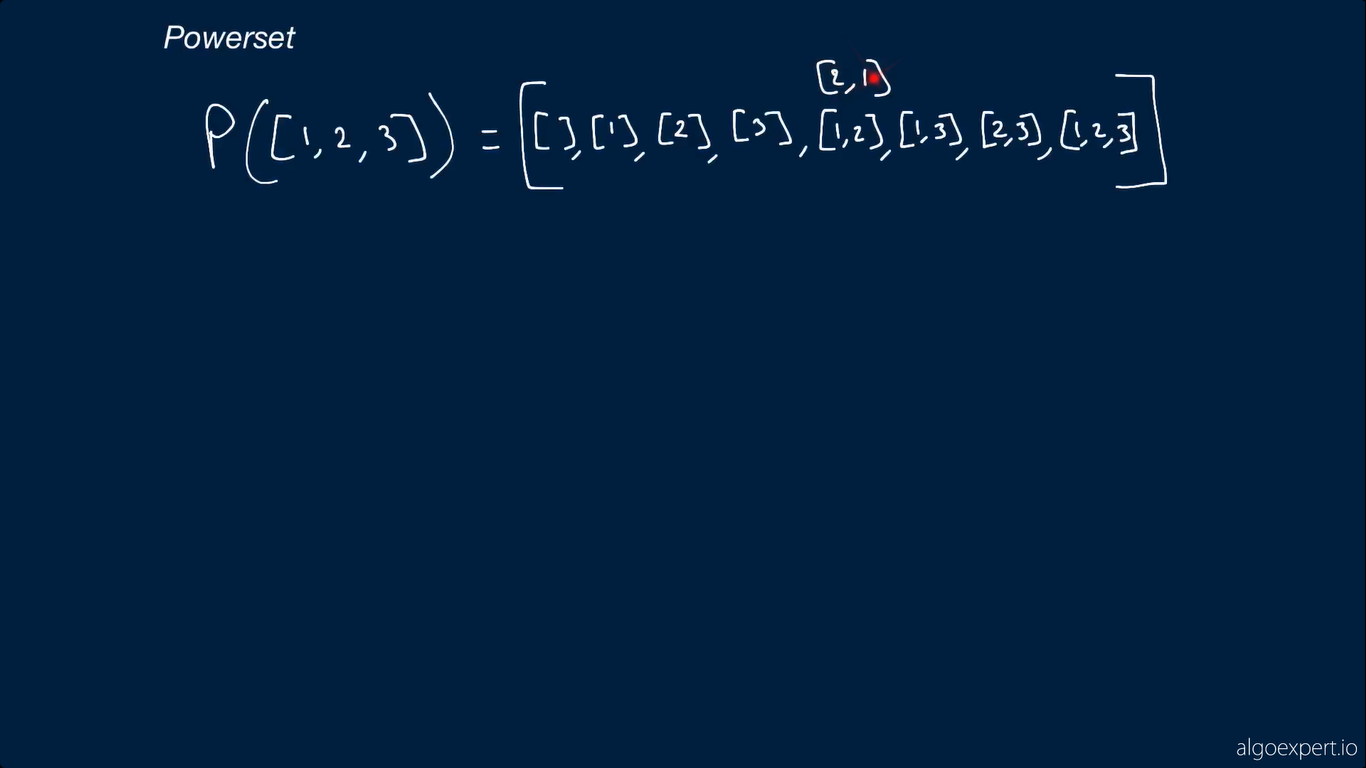 Powerset
[2,1]
P([1,2,3]) = [[ ],[1],[2],[3],[1,2],[1,3],[2,3],[1,2,3]]
algoexpert.io